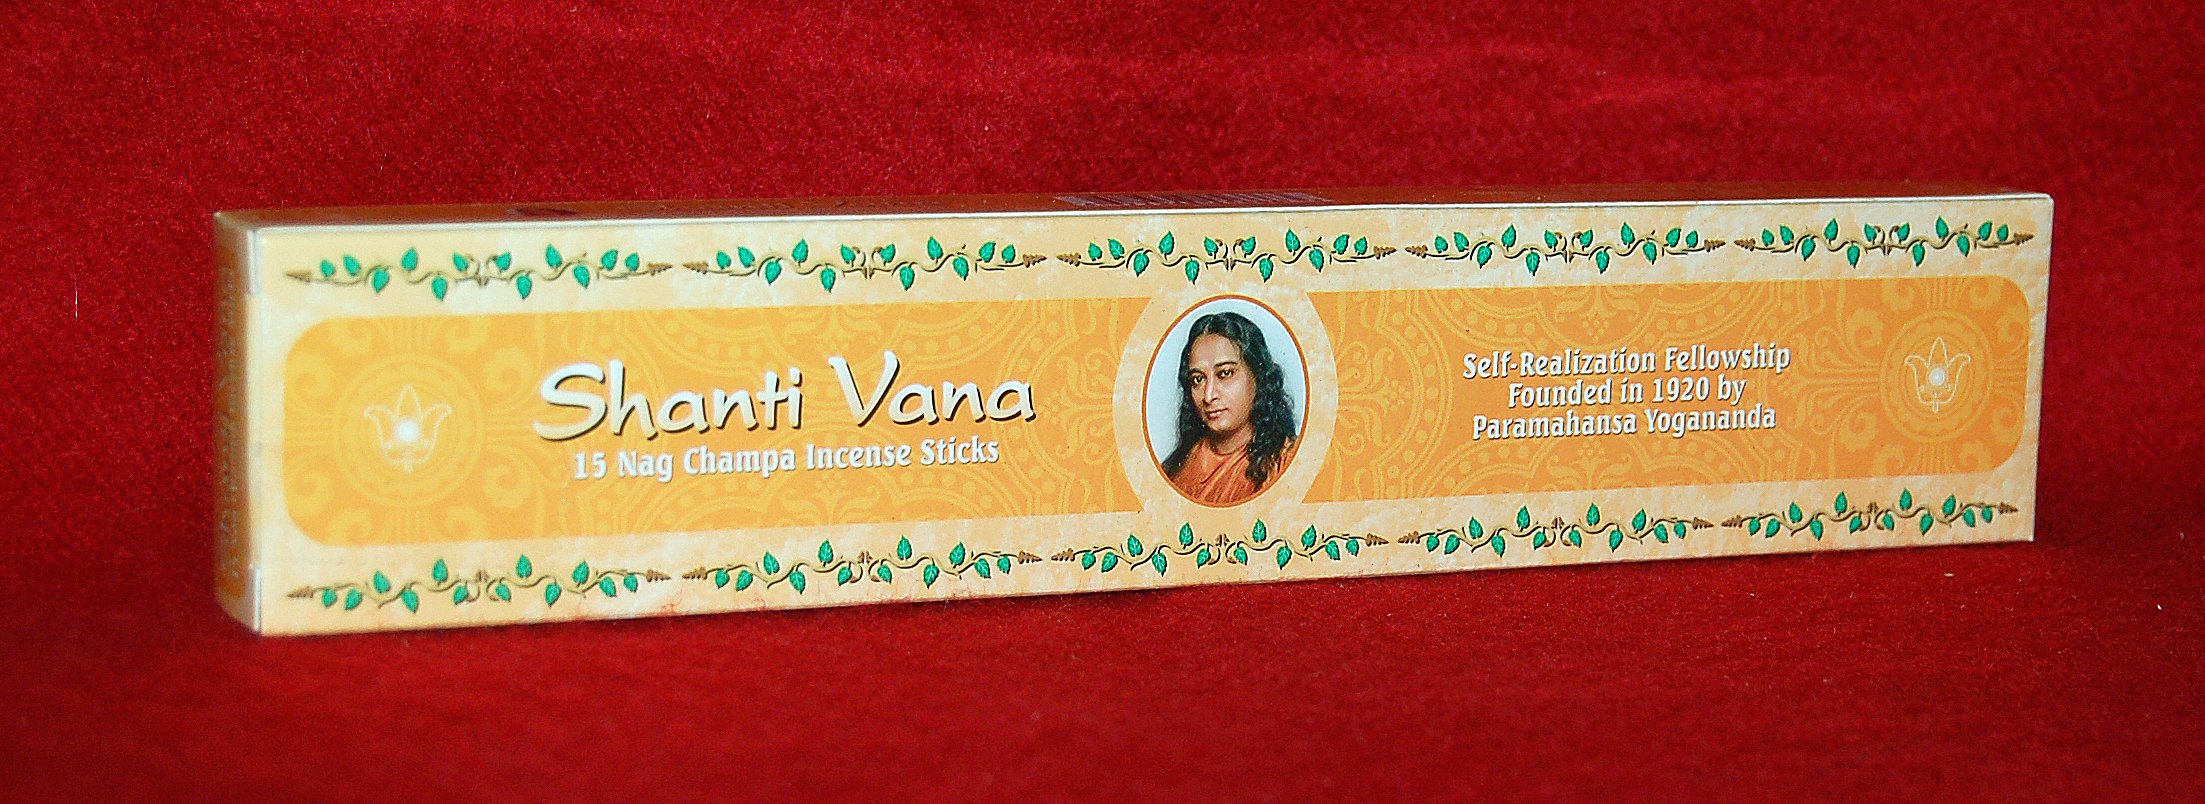 Shanti Vana
15 Nag Champa Incense Sticks
Self-Realization Fellowship
Founded in 1920 by
Paramahansa Yogananda